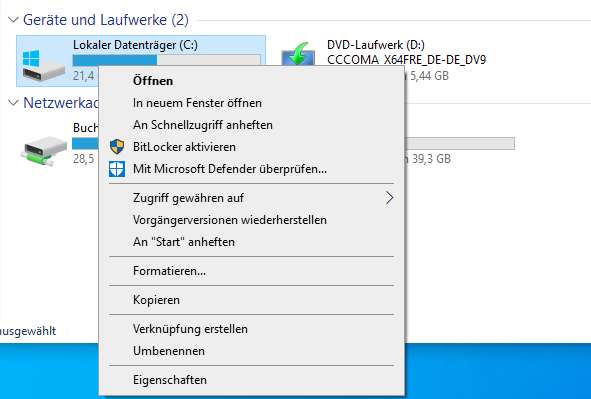 Geräte und Laufwerke (2)
Lokaler Datenträger (C:)
21,4
DVD-Laufwerk (D:)
CCCOMA_X64FRE_DE-DE_DV9
5,44 GB
Öffnen
In neuem Fenster öffnen
An Schnellzugriff anheften
BitLocker aktivieren
Mit Microsoft Defender überprüfen...
Zugriff gewähren auf
Vorgängerversionen wiederherstellen
An "Start" anheften
Formatieren...
Kopieren
Verknüpfung erstellen
Umbenennen
Eigenschaften
Netzwerkad
Buch
28,5
39,3 GB
ausgewählt